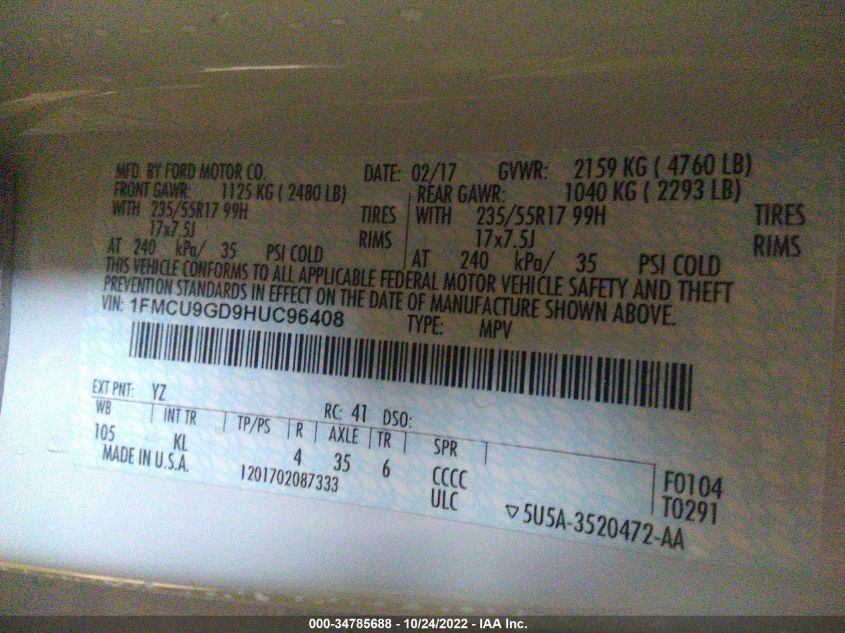 MFD. BY FORD MOTOR CO. DATE: 02/17 GVWR: 2159 KG ( 4760 LB)
FRONT GAWR: 1125 KG ( 2480 LB) REAR GAWR: 1040 KG ( 2293 LB)
WITH 235/55R17 99H TIRES WITH 235/55R17 99H TIRES
17x7.5J RIMS 17x7.5J RIMS
AT 240 kPa/ 35 PSI COLD AT 240 kPa/ 35 PSI COLD
THIS VEHICLE CONFORMS TO ALL APPLICABLE FEDERAL MOTOR VEHICLE SAFETY AND THEFT
PREVENTION STANDARDS IN EFFECT ON THE DATE OF MANUFACTURE SHOWN ABOVE.
VIN: 1FMCU9GD9HUC96408 TYPE: MPV
EXT PNT: YZ RC: 41 DSO:
WB INT TR TP/PS R AXLE TR SPR
105 KL 4 35 6 CCCC F0104
MADE IN U.S.A. 1201702087333 ULC T0291
▽5U5A-3520472-AA
000-34785688 - 10/24/2022 - IAA Inc.